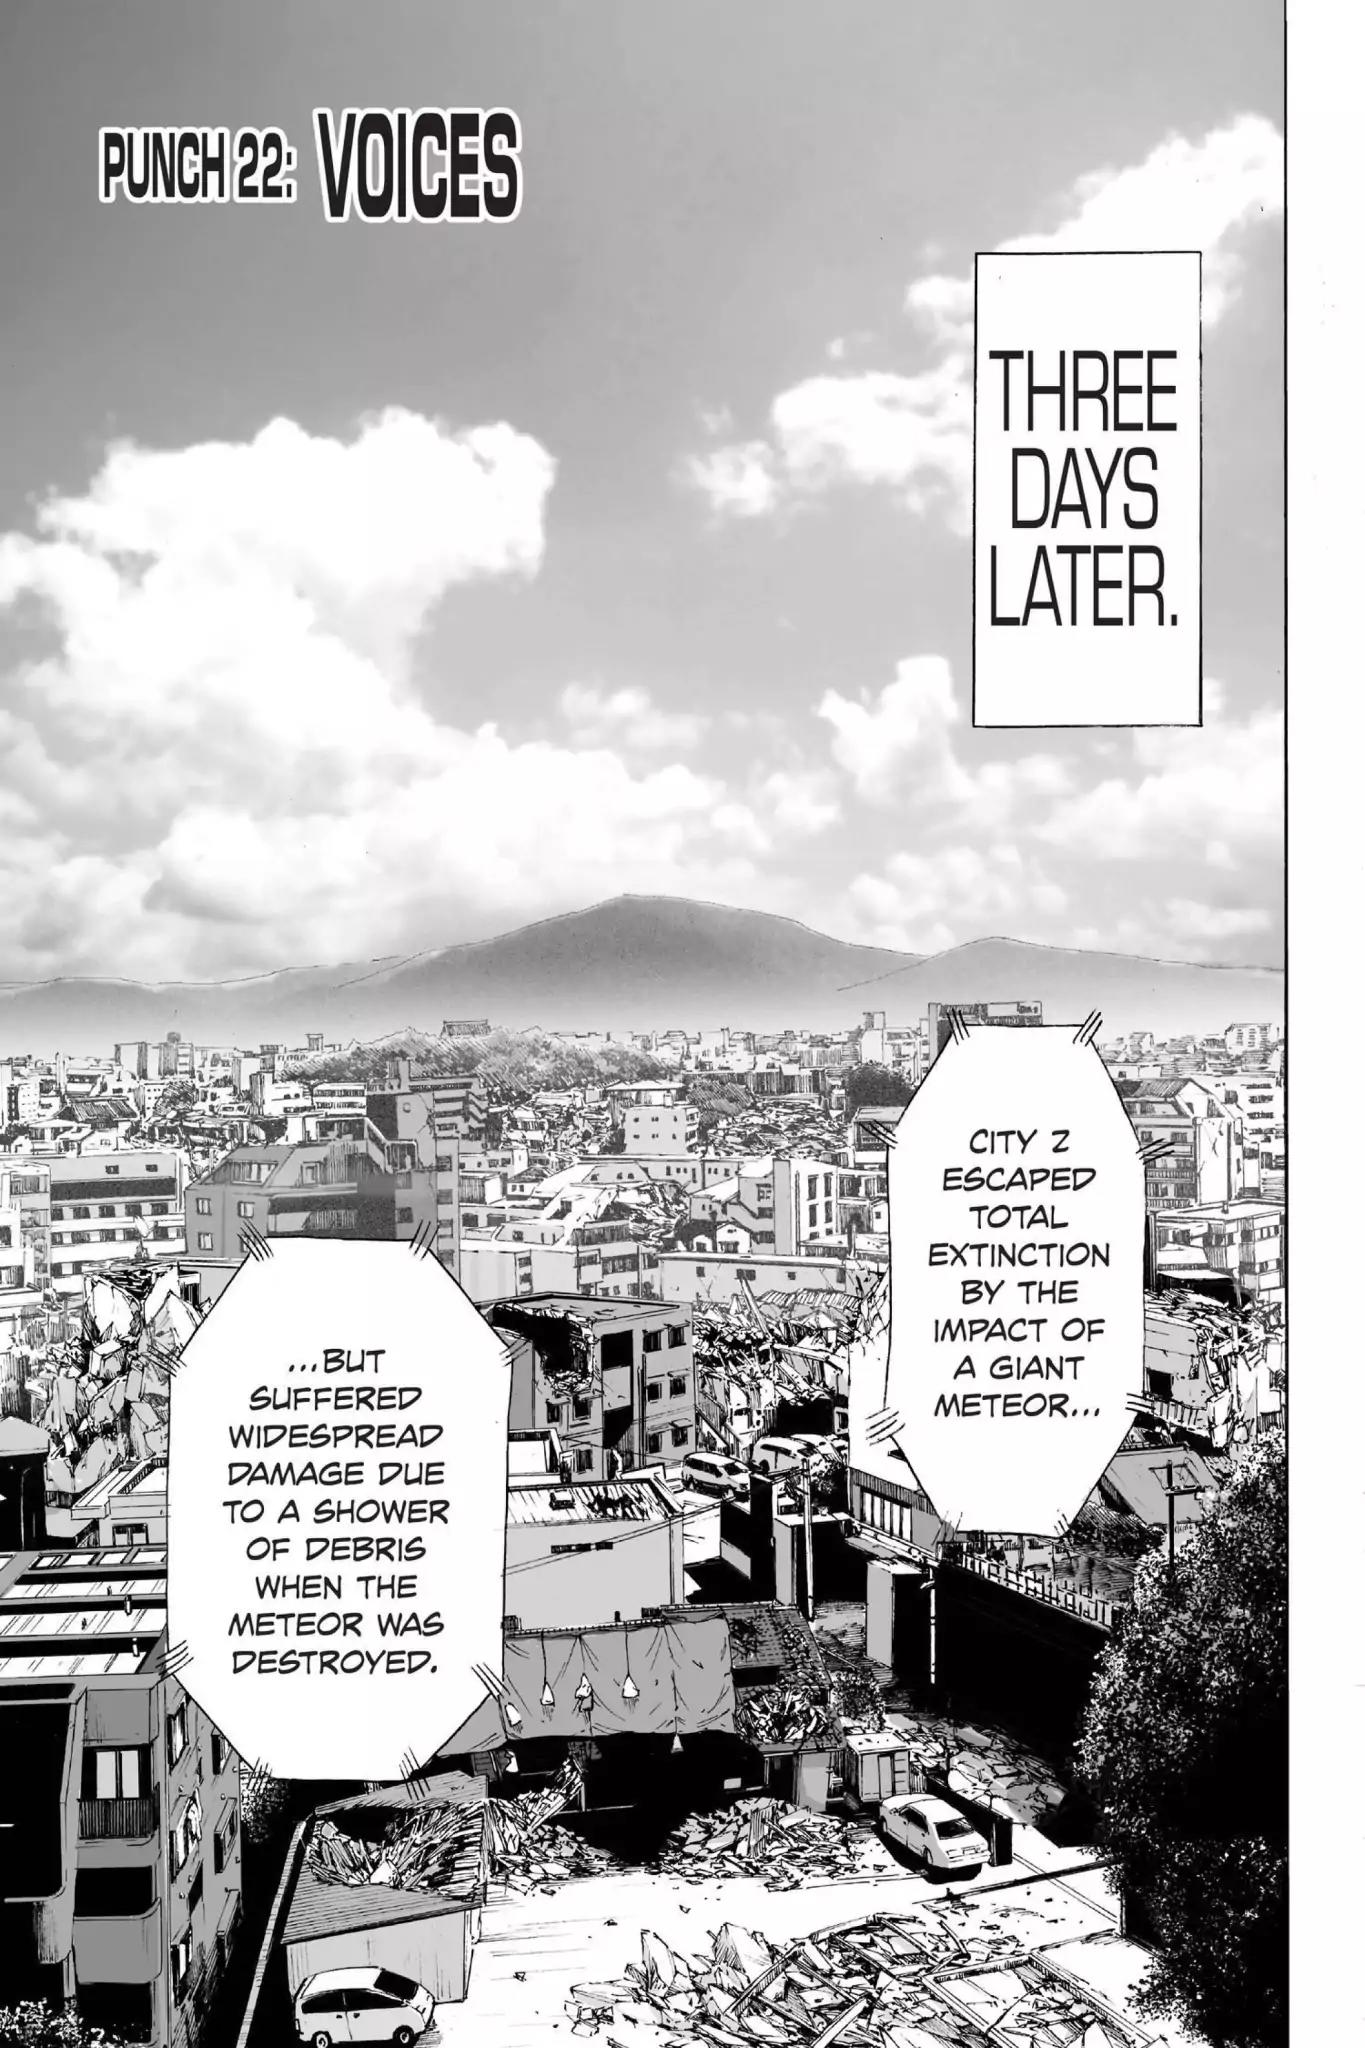 PUNCH 22: VOICES
THREE
DAYS
LATER.
CITY Z
ESCAPED
TOTAL
EXTINCTION
BY THE
IMPACT OF
A GIANT
METEOR...
...BUT
SUFFERED
WIDESPREAD
DAMAGE DUE
TO A SHOWER
OF DEBRIS
WHEN THE
METEOR WAS
DESTROYED.